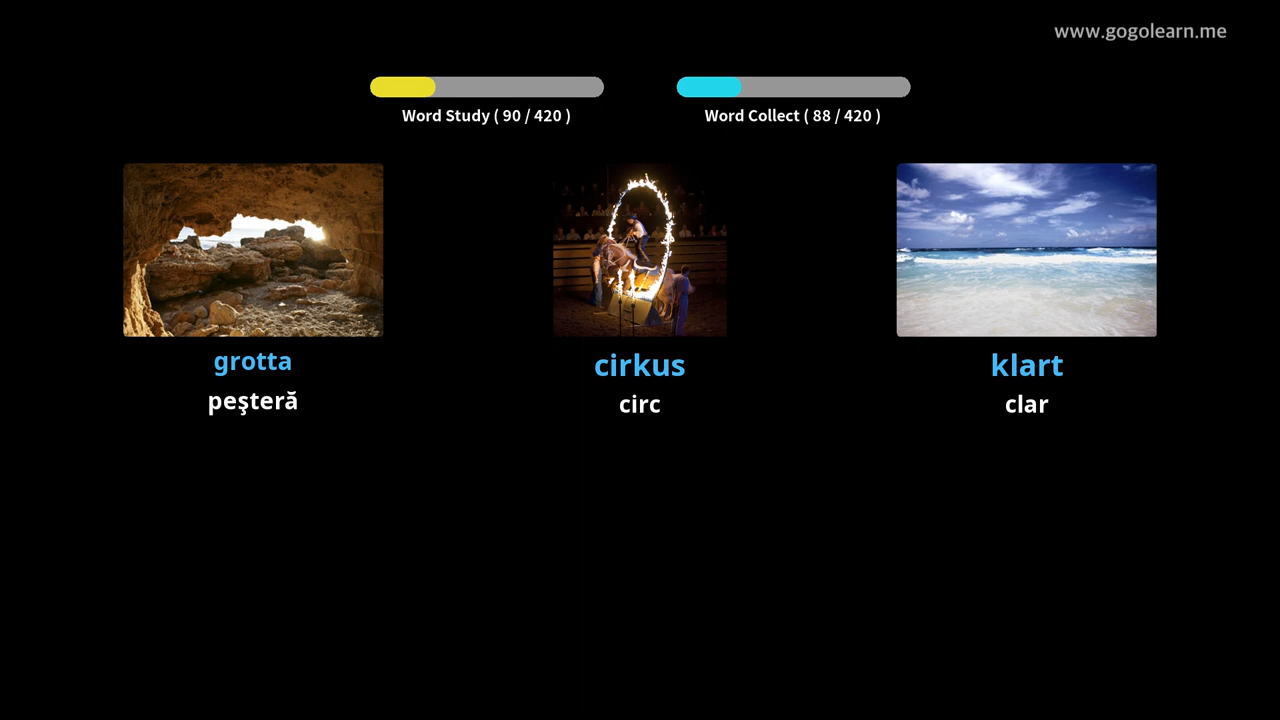 www.gogolearn.me
Word Study ( 90 / 420 )
Word Collect ( 88 / 420 )
grotta
peşteră
cirkus
circ
klart
clar